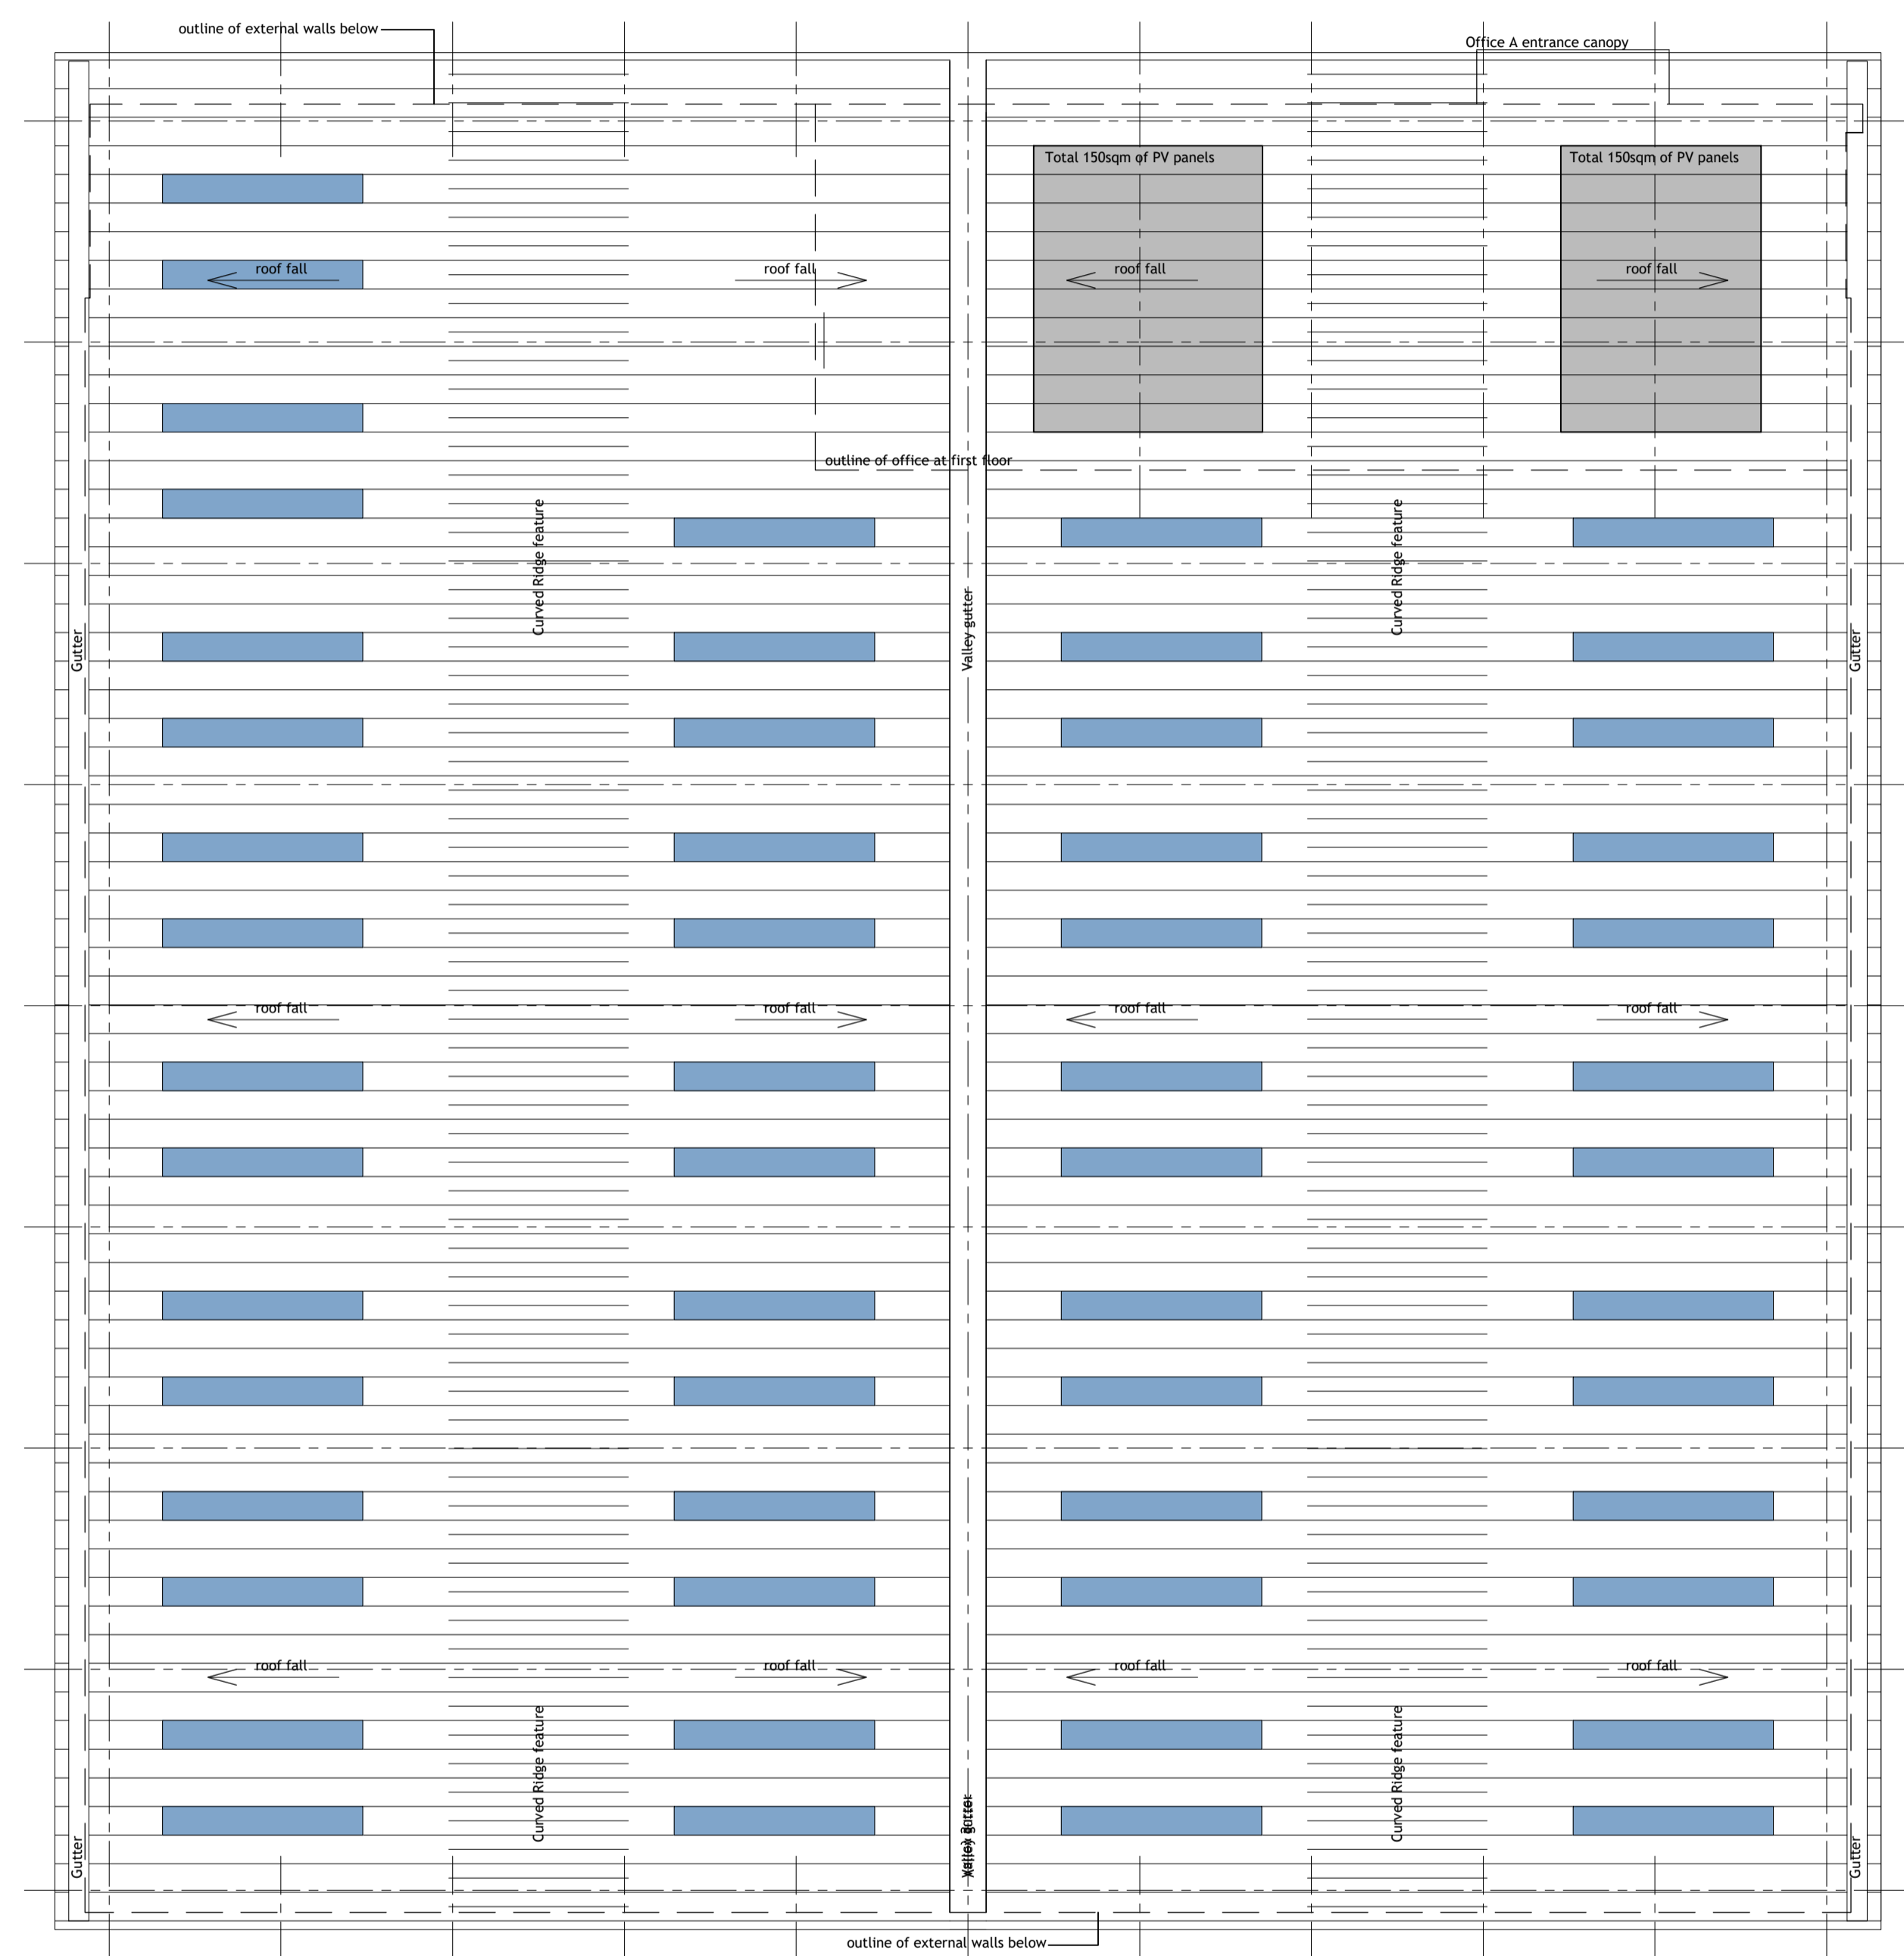 outline of external walls below
Office A entrance canopy
Total 150sqm of PV panels
Total 150sqm of PV panels
roof fall
roof fall
roof fall
roof fall
outline of office at first floor
Curved Ridge feature
Curved Ridge feature
Gutter
Valley gutter
Gutter
roof fall
roof fall
roof fall
roof fall
roof fall
roof fall
roof fall
roof fall
Curved Ridge feature
Curved Ridge feature
Gutter
Gutter
outline of external walls below